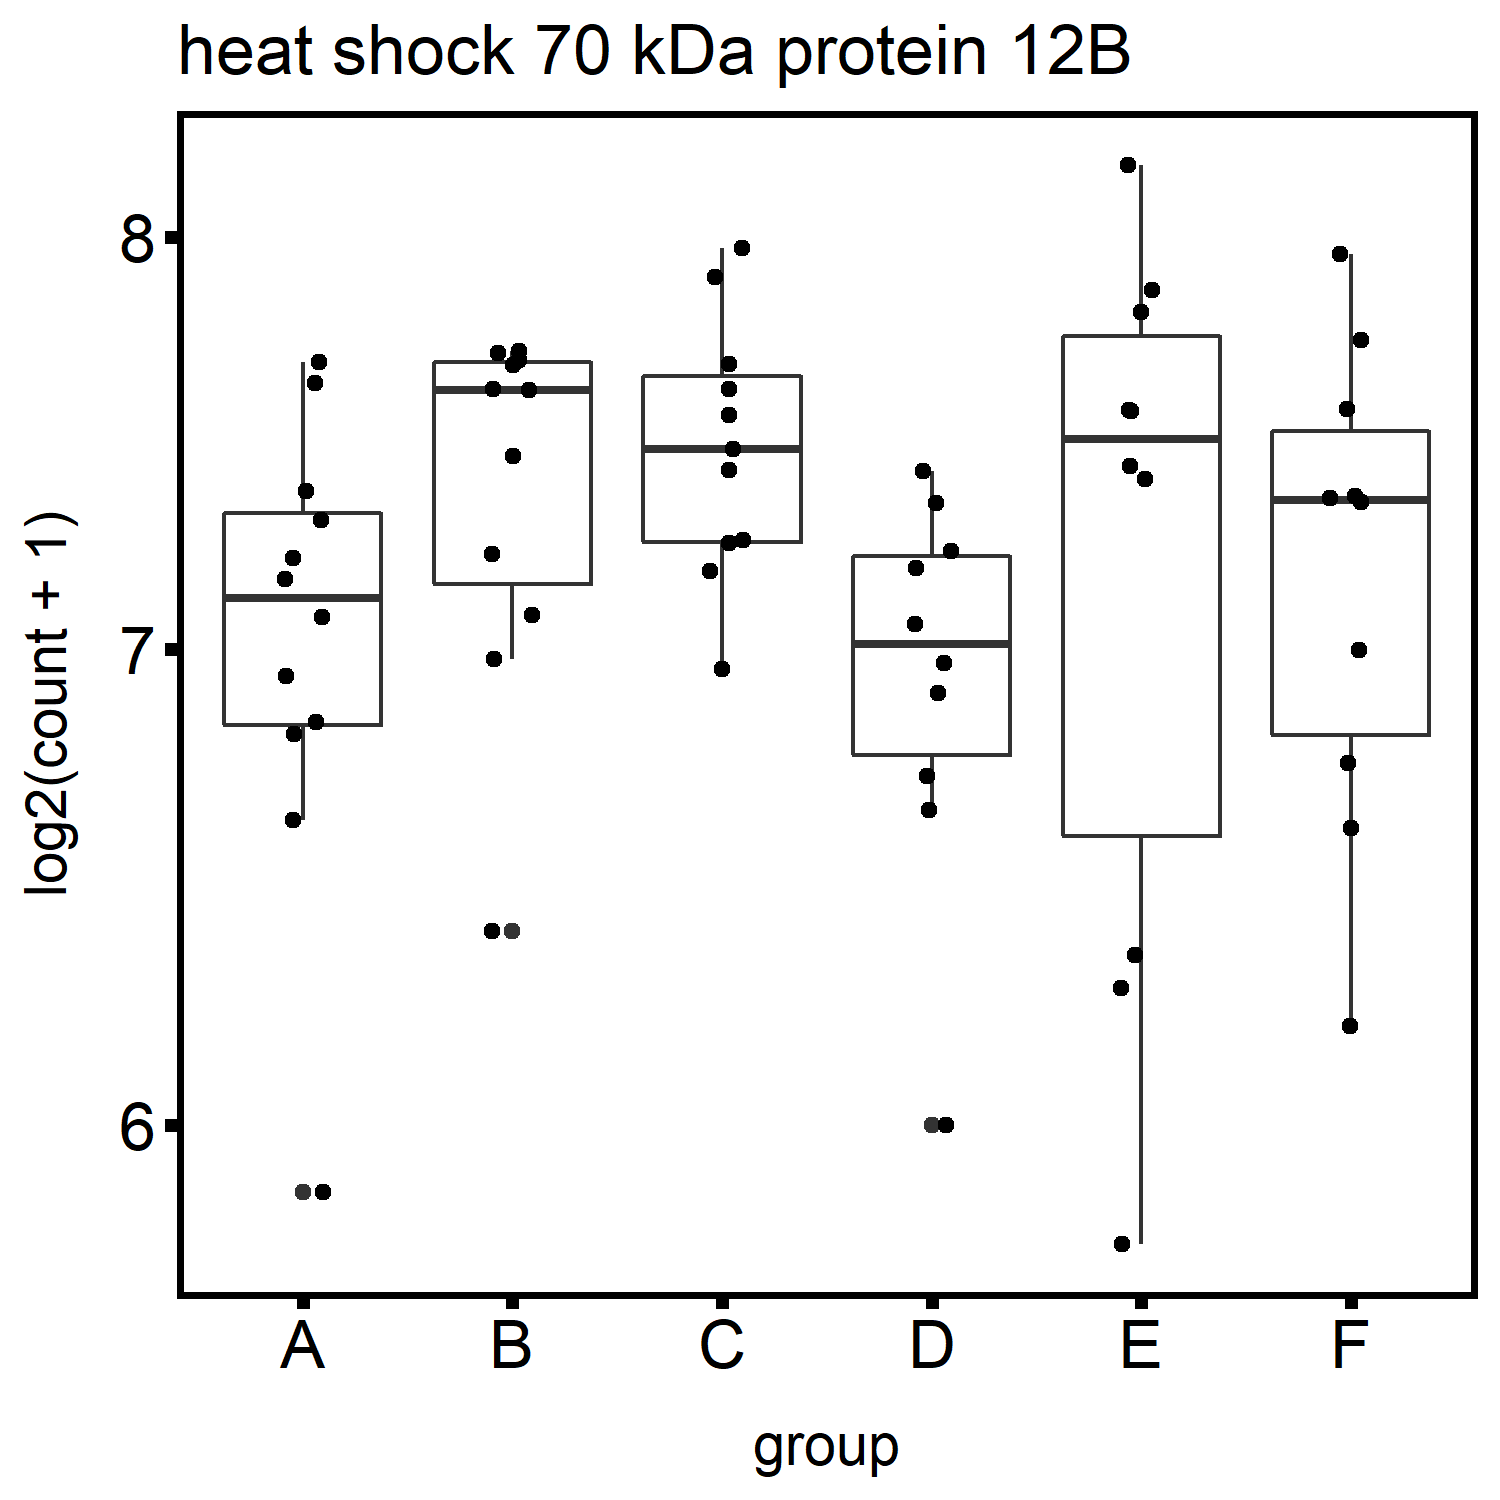 heat shock 70 kDa protein 12B
8
7
6
log2(count + 1)
A B C D E F
group